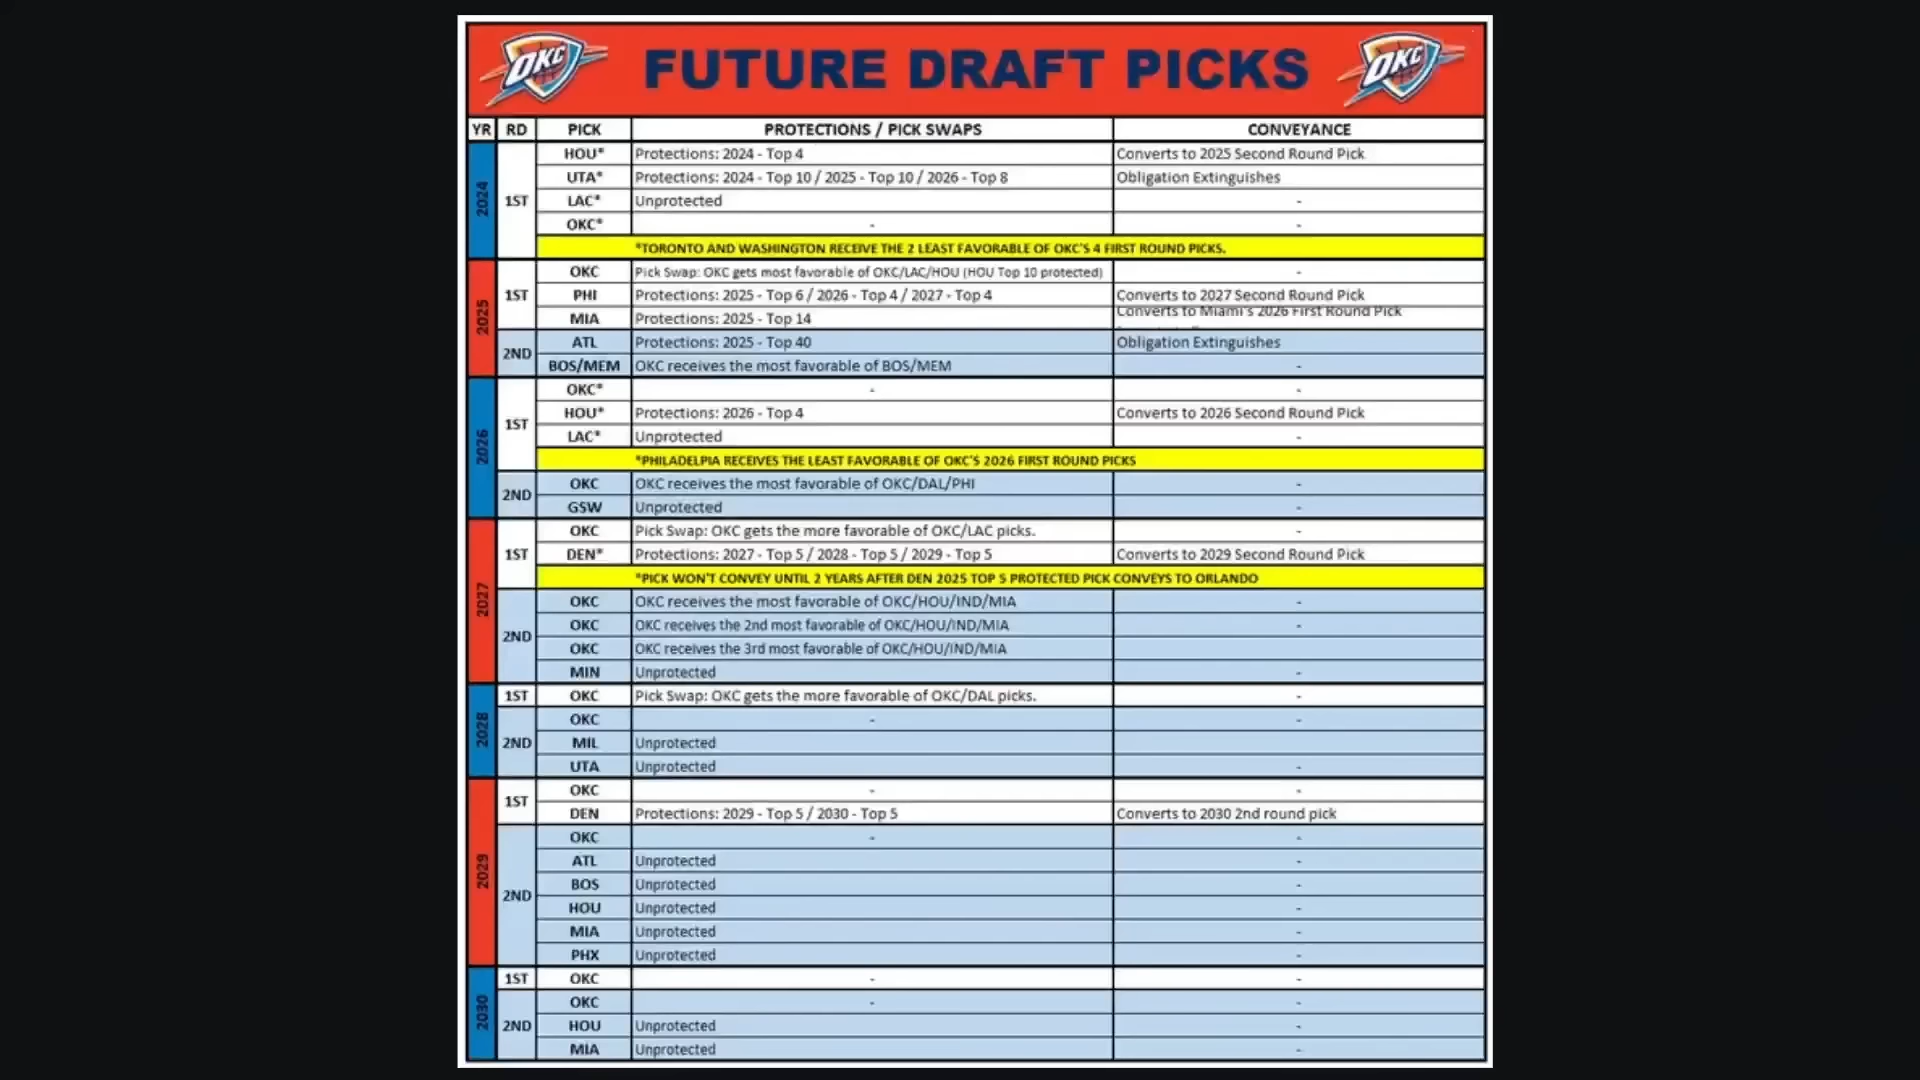 OKC FUTURE DRAFT PICKS OKC
YR RD PICK PROTECTIONS / PICK SWAPS CONVEYANCE
2024 1ST HOU* Protections: 2024 - Top 4 Converts to 2025 Second Round Pick
UTA* Protections: 2024 - Top 10 / 2025 - Top 10 / 2026 - Top 8 Obligation Extinguishes
LAC* Unprotected -
OKC* - -
*TORONTO AND WASHINGTON RECEIVE THE 2 LEAST FAVORABLE OF OKC'S 4 FIRST ROUND PICKS.
2025 1ST OKC Pick Swap: OKC gets most favorable of OKC/LAC/HOU (HOU Top 10 protected) -
PHI Protections: 2025 - Top 6 / 2026 - Top 4 / 2027 - Top 4 Converts to 2027 Second Round Pick
MIA Protections: 2025 - Top 14 Converts to Miami's 2026 First Round Pick
2ND ATL Protections: 2025 - Top 40 Obligation Extinguishes
BOS/MEM OKC receives the most favorable of BOS/MEM -
2026 1ST OKC* - -
HOU* Protections: 2026 - Top 4 Converts to 2026 Second Round Pick
LAC* Unprotected -
*PHILADELPIA RECEIVES THE LEAST FAVORABLE OF OKC'S 2026 FIRST ROUND PICKS
2ND OKC OKC receives the most favorable of OKC/DAL/PHI -
GSW Unprotected -
2027 1ST OKC Pick Swap: OKC gets the more favorable of OKC/LAC picks. -
DEN* Protections: 2027 - Top 5 / 2028 - Top 5 / 2029 - Top 5 Converts to 2029 Second Round Pick
*PICK WON'T CONVEY UNTIL 2 YEARS AFTER DEN 2025 TOP 5 PROTECTED PICK CONVEYS TO ORLANDO
2ND OKC OKC receives the most favorable of OKC/HOU/IND/MIA -
OKC OKC receives the 2nd most favorable of OKC/HOU/IND/MIA -
OKC OKC receives the 3rd most favorable of OKC/HOU/IND/MIA
MIN Unprotected -
2028 1ST OKC Pick Swap: OKC gets the more favorable of OKC/DAL picks. -
2ND OKC - -
MIL Unprotected
UTA Unprotected -
2029 1ST OKC - -
DEN Protections: 2029 - Top 5 / 2030 - Top 5 Converts to 2030 2nd round pick
2ND OKC - -
ATL Unprotected -
BOS Unprotected -
HOU Unprotected -
MIA Unprotected -
PHX Unprotected -
2030 1ST OKC - -
2ND OKC - -
HOU Unprotected -
MIA Unprotected -